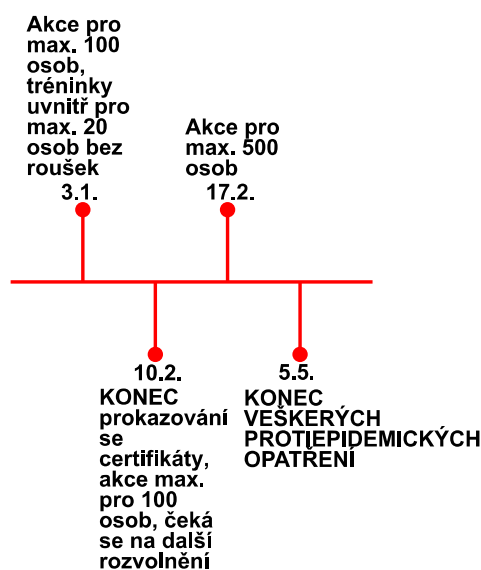 Akce pro
max. 100
osob,
tréninky
uvnitř pro
max. 20
osob bez
roušek
3.1.
Akce pro
max. 500
osob
17.2.
10.2.
KONEC
prokazování
se
certifikáty,
akce max.
pro 100
osob, čeká
se na další
rozvolnění
5.5.
KONEC
VEŠKERÝCH
PROTIEPIDEMICKÝCH
OPATŘENÍ